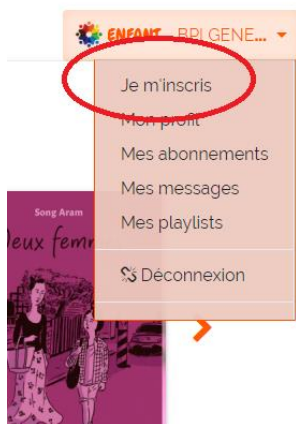 ENFANT - BPI GENE...
Je m'inscris
Mon profil
Mes abonnements
Mes messages
Mes playlists
Déconnexion
Song Aram
Deux femm